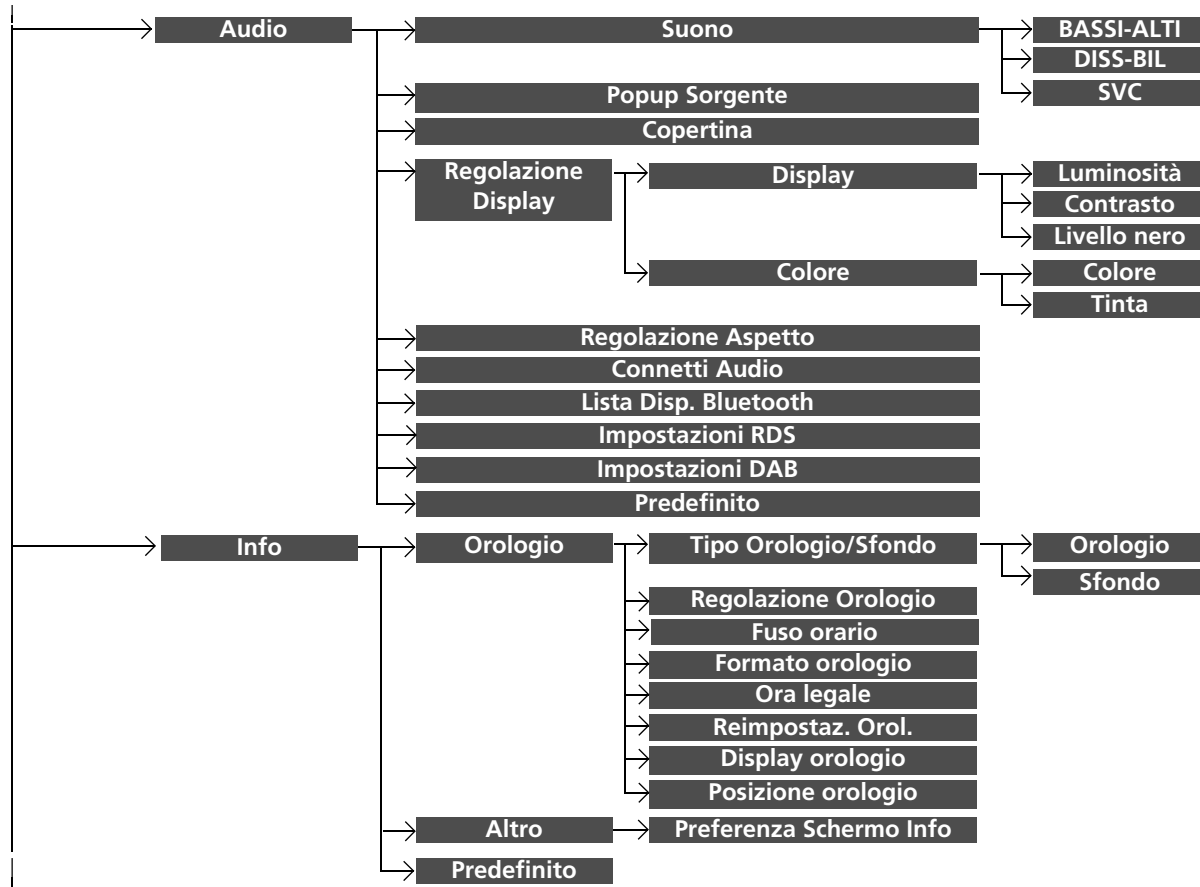 Audio
Suono
BASSI-ALTI
DISS-BIL
SVC
Popup Sorgente
Copertina
Regolazione
Display
Display
Luminosità
Contrasto
Livello nero
Colore
Colore
Tinta
Regolazione Aspetto
Connetti Audio
Lista Disp. Bluetooth
Impostazioni RDS
Impostazioni DAB
Predefinito
Info
Orologio
Tipo Orologio/Sfondo
Orologio
Sfondo
Regolazione Orologio
Fuso orario
Formato orologio
Ora legale
Reimpostaz. Orol.
Display orologio
Posizione orologio
Altro
Preferenza Schermo Info
Predefinito